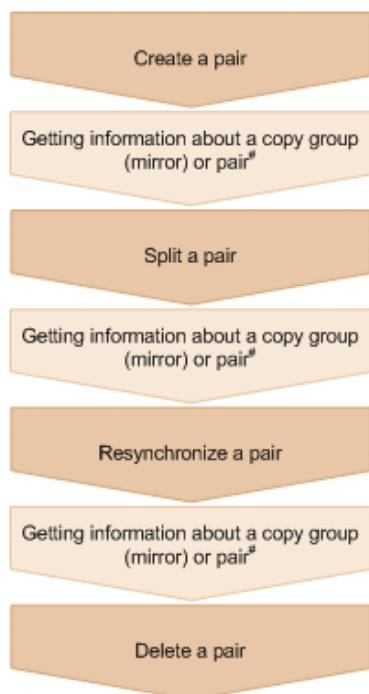 Create a pair
Getting information about a copy group
(mirror) or pair#
Split a pair
Getting information about a copy group
(mirror) or pair#
Resynchronize a pair
Getting information about a copy group
(mirror) or pair#
Delete a pair